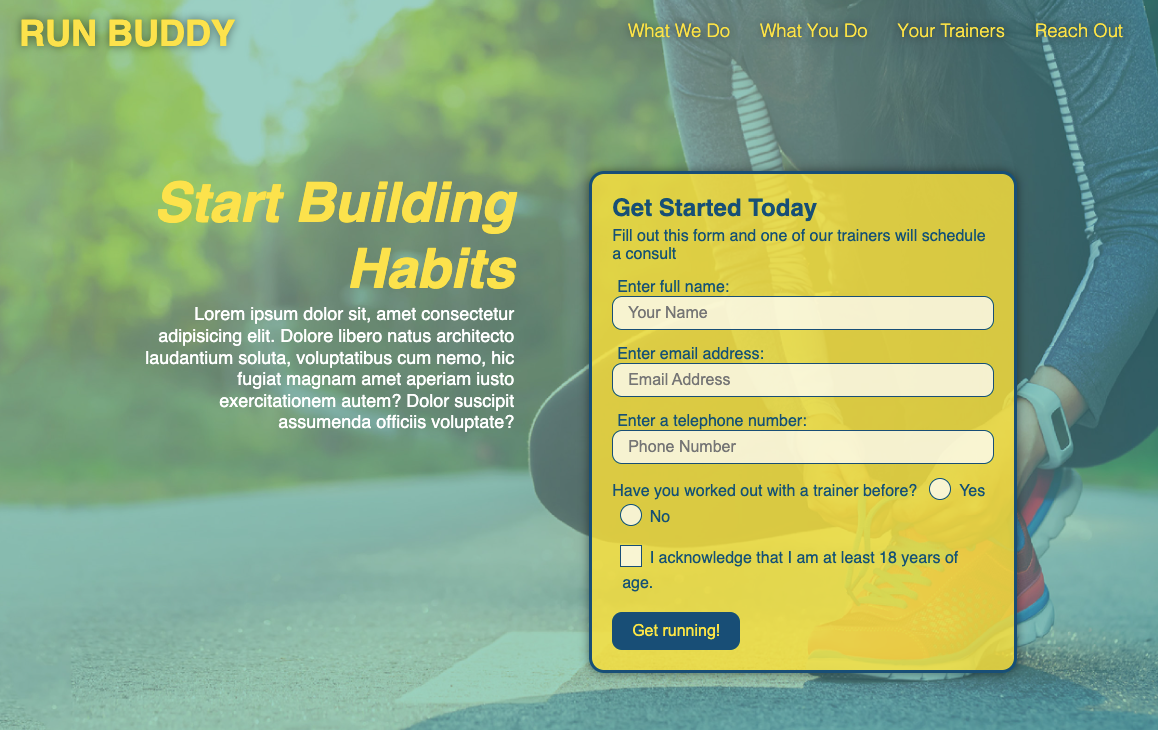 RUN BUDDY
What We Do
What You Do
Your Trainers
Reach Out
Start Building
Habits
Lorem ipsum dolor sit, amet consectetur
adipisicing elit. Dolore libero natus architecto
laudantium soluta, voluptatibus cum nemo, hic
fugiat magnam amet aperiam iusto
exercitationem autem? Dolor suscipit
assumenda officiis voluptate?
Get Started Today
Fill out this form and one of our trainers will schedule
a consult
Enter full name:
Your Name
Enter email address:
Email Address
Enter a telephone number:
Phone Number
Have you worked out with a trainer before? Yes
No
I acknowledge that I am at least 18 years of
age.
Get running!